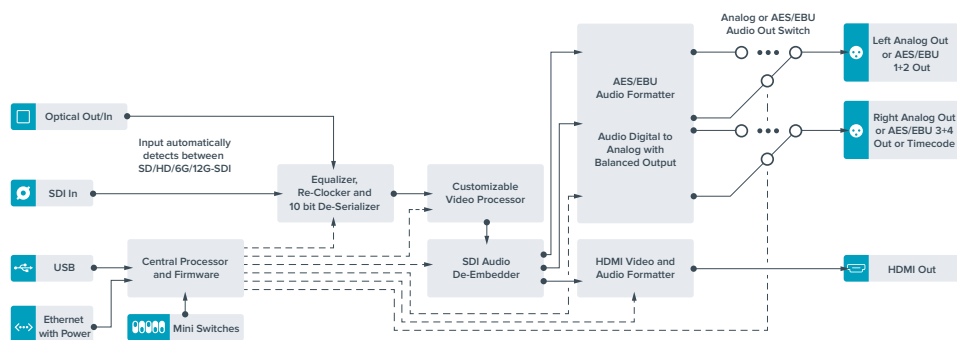 Analog or AES/EBU
Audio Out Switch
Left Analog Out
or AES/EBU
1+2 Out
AES/EBU
Audio Formatter
Optical Out/In
Right Analog Out
or AES/EBU 3+4
Out or Timecode
Audio Digital to
Analog with
Balanced Output
Input automatically
detects between
SD/HD/6G/12G-SDI
SDI In
Equalizer,
Re-Clocker and
10 bit De-Serializer
Customizable
Video Processor
USB
Central Processor
and Firmware
SDI Audio
De-Embedder
HDMI Video and
Audio Formatter
HDMI Out
Ethernet
with Power
Mini Switches